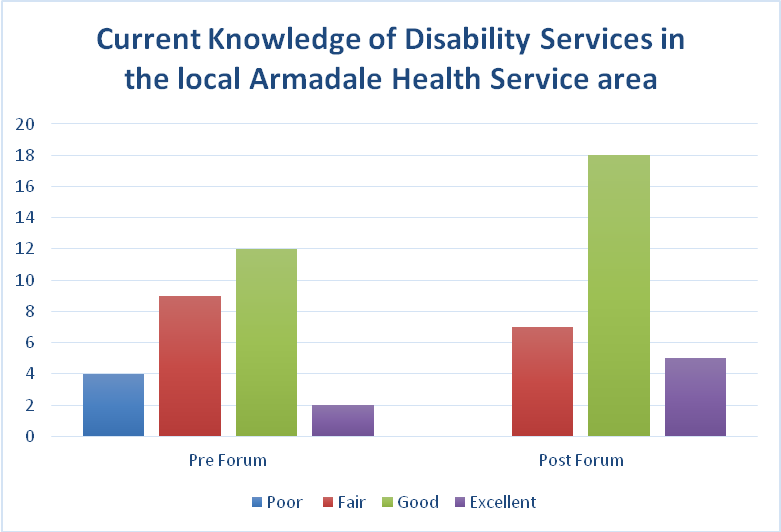 Current Knowledge of Disability Services in
the local Armadale Health Service area
20
18
16
14
12
10
8
6
4
2
0
Pre Forum Post Forum
Poor Fair Good Excellent